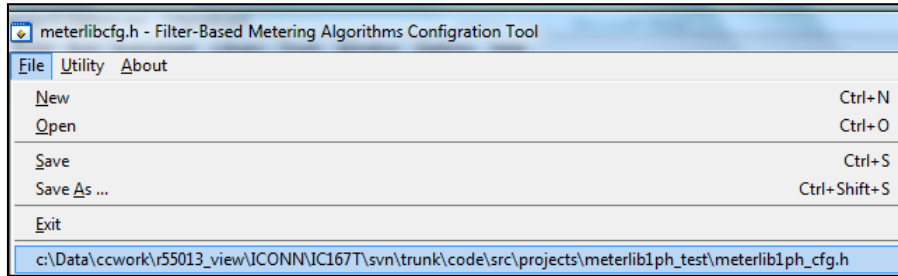 meterlibcfg.h - Filter-Based Metering Algorithms Configration Tool
File Utility About
New Ctrl+N
Open Ctrl+O
Save Ctrl+S
Save As ... Ctrl+Shift+S
Exit
c:\Data\ccwork\r55013_view\ICONN\IC167T\svn\trunk\code\src\projects\meterlib1ph_test\meterlib1ph_cfg.h